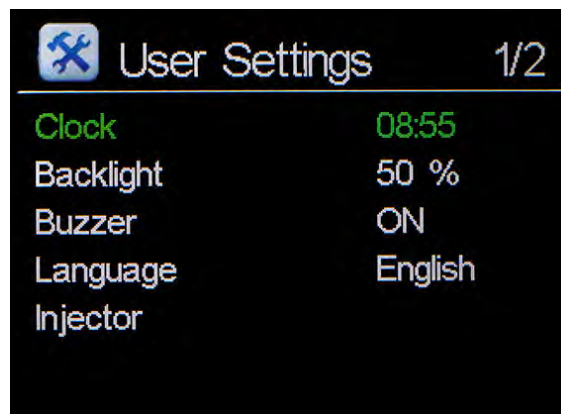 User Settings 1/2
Clock 08:55
Backlight 50 %
Buzzer ON
Language English
Injector